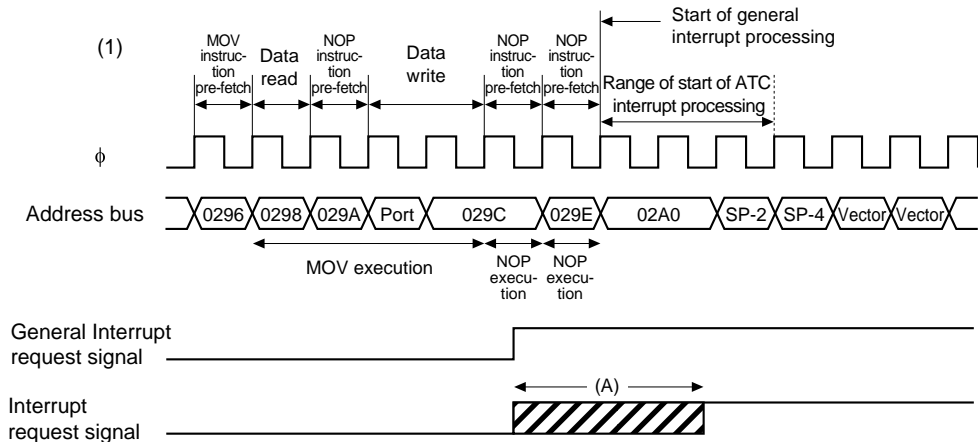 (1)
MOV
instruc-
tion
pre-fetch
Data
read
NOP
instruc-
tion
pre-fetch
Data
write
NOP
instruc-
tion
pre-fetch
NOP
instruc-
tion
pre-fetch
Start of general
interrupt processing
Range of start of ATC
interrupt processing
ϕ
Address bus
0296
0298
029A
Port
029C
029E
02A0
SP-2
SP-4
Vector
Vector
MOV execution
NOP
execu-
tion
NOP
execu-
tion
General Interrupt
request signal
(A)
Interrupt
request signal